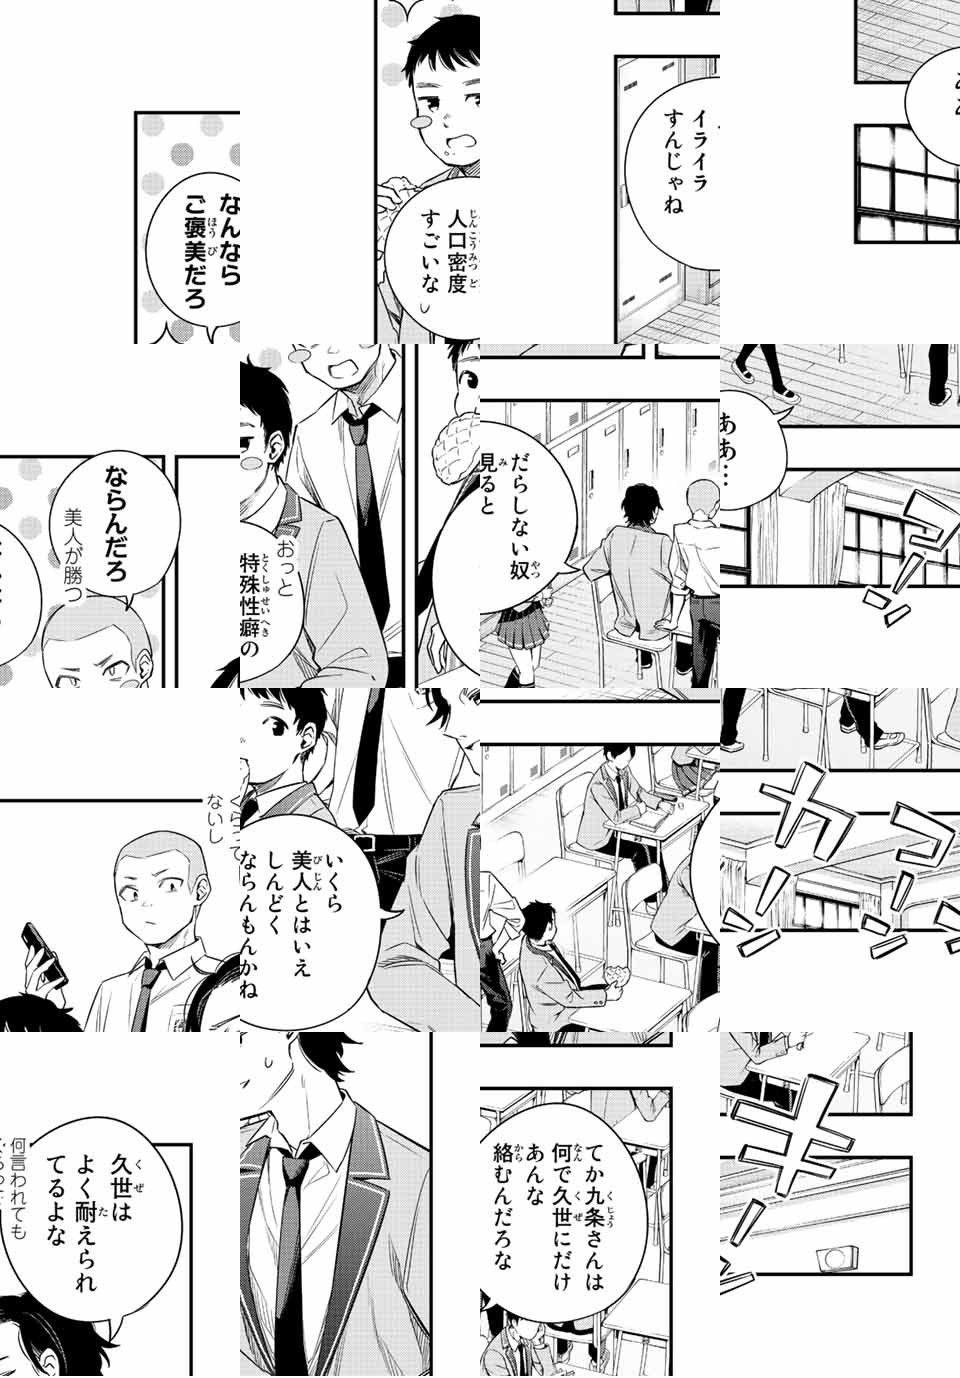 イライラ
すんじゃね
人口密度
すごいな
なんなら
ご褒美だろ
ああ…
コン
だらしない奴
見ると
おっと
特殊性癖の
ならんだろ
美人が勝つ
カ
コ
ン
いくら
美人とはいえ
しんどく
ならんもんかね
ないし
キ
てか九条さんは
何で久世にだけ
あんな
絡むんだろな
久世は
よく耐えられ
てるよな
何言われても